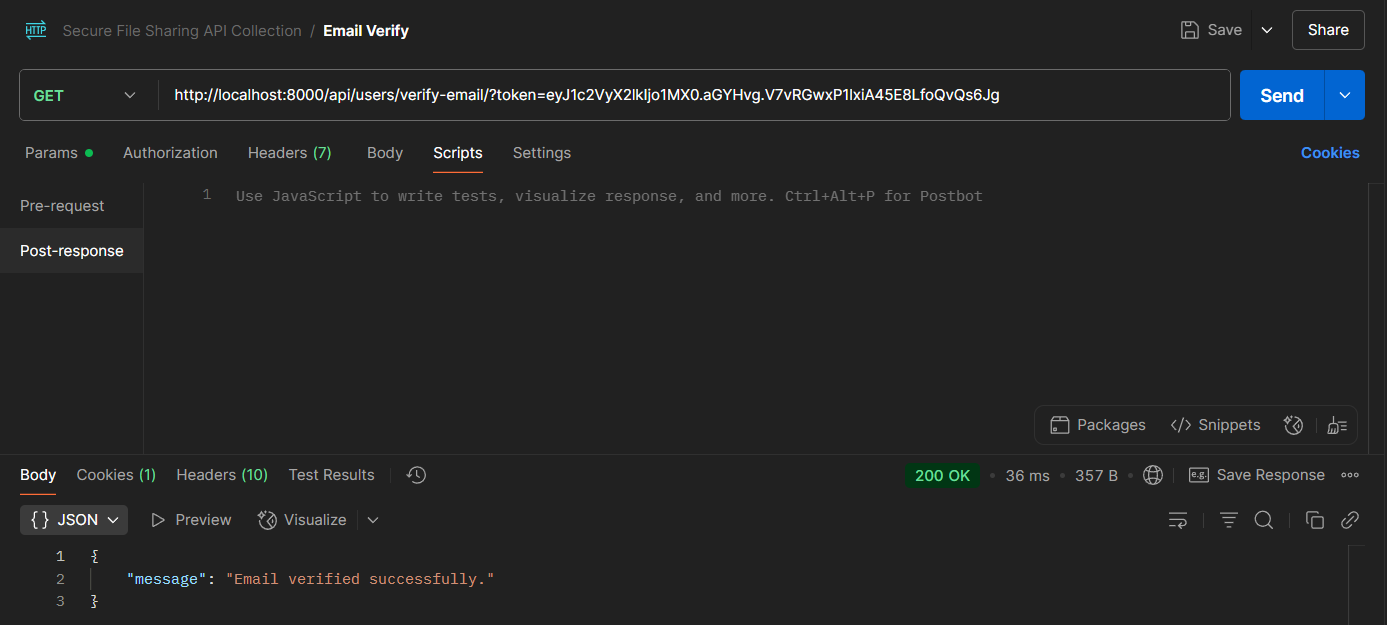 HTTP Secure File Sharing API Collection / Email Verify Save Share
GET http://localhost:8000/api/users/verify-email/?token=eyJ1c2VyX2lkIjo1MX0.aGYHvg.V7vRGwxP1IxiA45E8LfoQvQs6Jg Send
Params Authorization Headers (7) Body Scripts Settings Cookies
Pre-request
Post-response
1 Use JavaScript to write tests, visualize response, and more. Ctrl+Alt+P for Postbot
Packages </> Snippets
Body Cookies (1) Headers (10) Test Results 200 OK • 36 ms • 357 B • e.g. Save Response
{} JSON Preview Visualize
1 {
2 "message": "Email verified successfully."
3 }